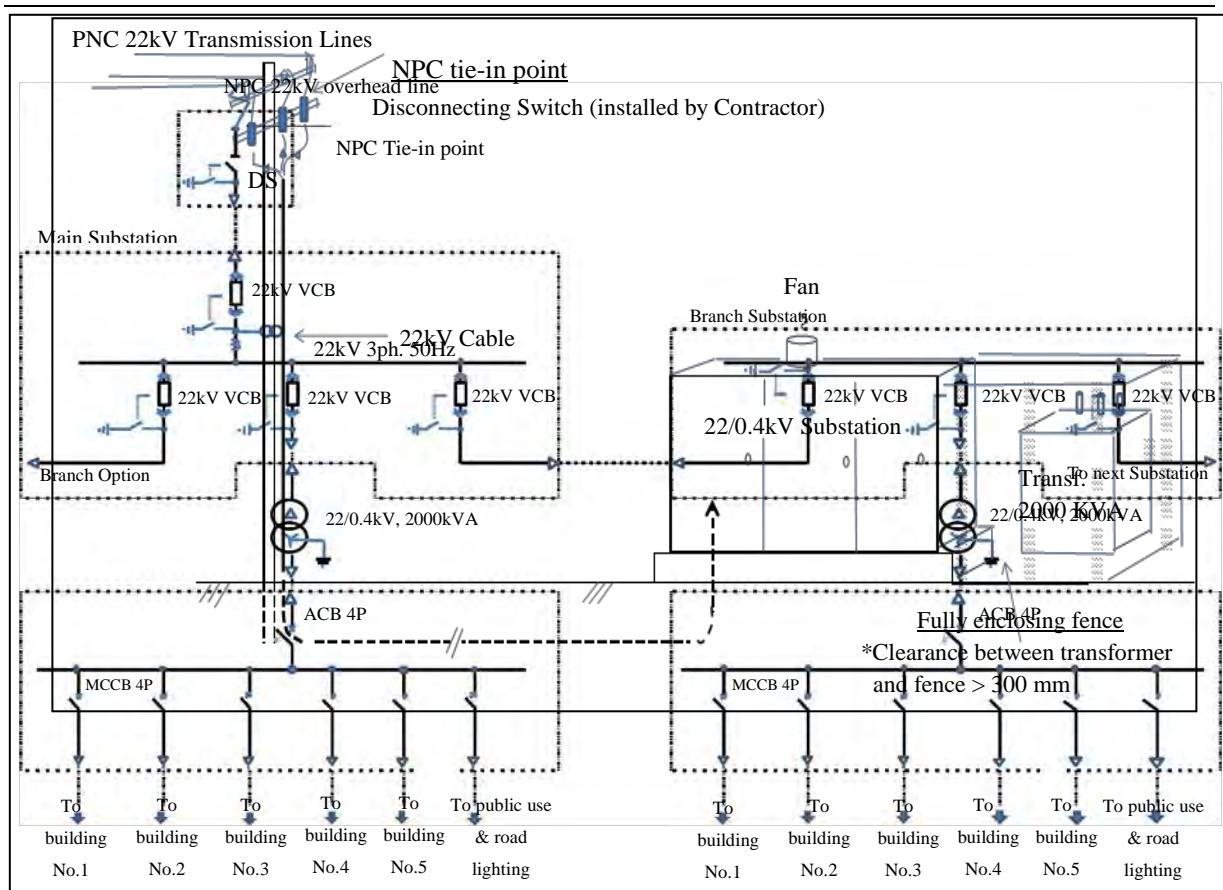 PNC 22kV Transmission Lines
NPC tie-in point
NPC 22kV overhead line
Disconnecting Switch (installed by Contractor)
NPC Tie-in point
DS
Main Substation
22kV VCB
22kV Cable
22kV 3ph. 50Hz
Fan
Branch Substation
22kV VCB
22kV VCB
22kV VCB
22kV VCB
22kV VCB
22kV VCB
22/0.4kV Substation
Branch Option
To next Substation
Transf.
2000 KVA
22/0.4kV, 2000kVA
22/0.4kV, 2000kVA
ACB 4P
ACB 4P
Fully enclosing fence
*Clearance between transformer
and fence > 300 mm
MCCB 4P
MCCB 4P
To
building
No.1
To
building
No.2
To
building
No.3
To
building
No.4
To
building
No.5
To public use
& road
lighting
To
building
No.1
To
building
No.2
To
building
No.3
To
building
No.4
To
building
No.5
To public use
& road
lighting